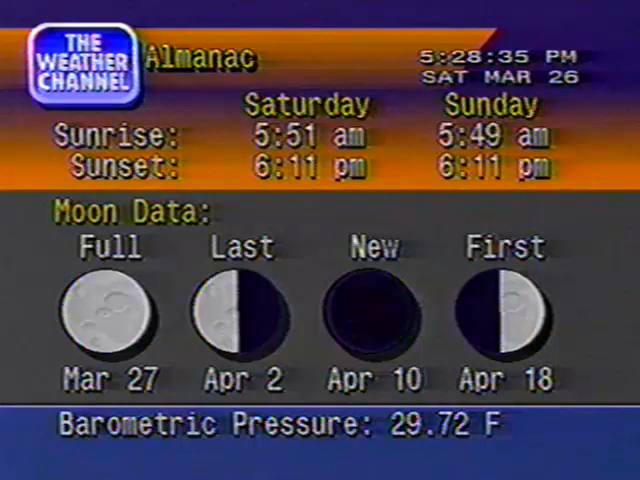 THE
WEATHER
CHANNEL
Almanac
5:28:35 PM
SAT MAR 26
Saturday Sunday
Sunrise: 5:51 am 5:49 am
Sunset: 6:11 pm 6:11 pm
Moon Data:
Full Last New First
Mar 27 Apr 2 Apr 10 Apr 18
Barometric Pressure: 29.72 F